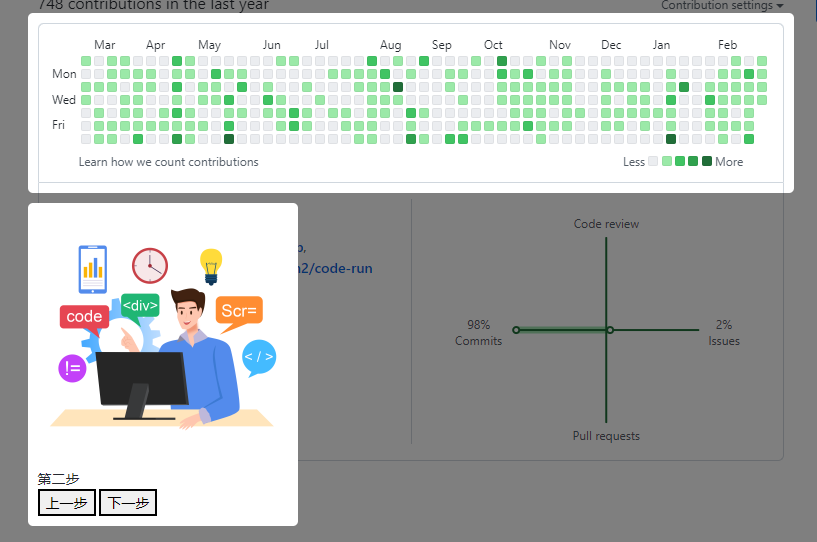 748 contributions in the last year
Contribution settings
Mar Apr May Jun Jul Aug Sep Oct Nov Dec Jan Feb
Mon
Wed
Fri
Learn how we count contributions
Less More
/code-run
Code review
98%
Commits
2%
Issues
Pull requests
code
<div>
Scr=
!=
< / >
第二步
上一步 下一步